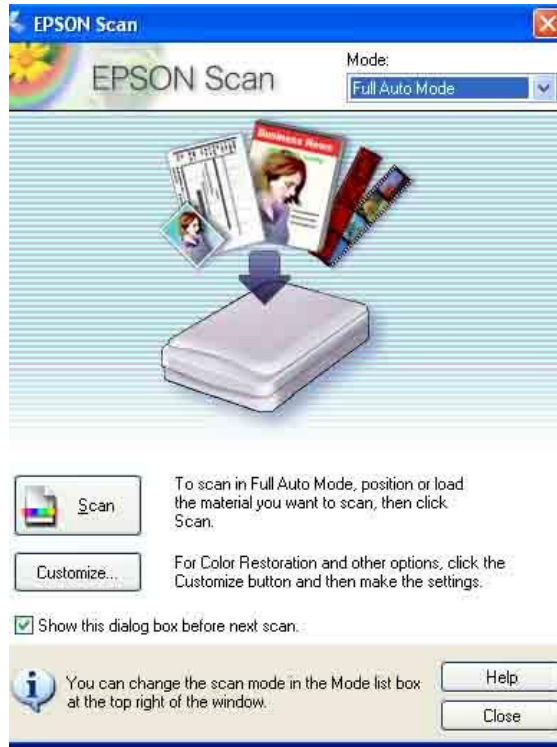 EPSON Scan
EPSON Scan
Mode:
Full Auto Mode
Business News
Scan
To scan in Full Auto Mode, position or load
the material you want to scan, then click
Scan.
Customize...
For Color Restoration and other options, click the
Customize button and then make the settings.
Show this dialog box before next scan.
You can change the scan mode in the Mode list box
at the top right of the window.
Help
Close